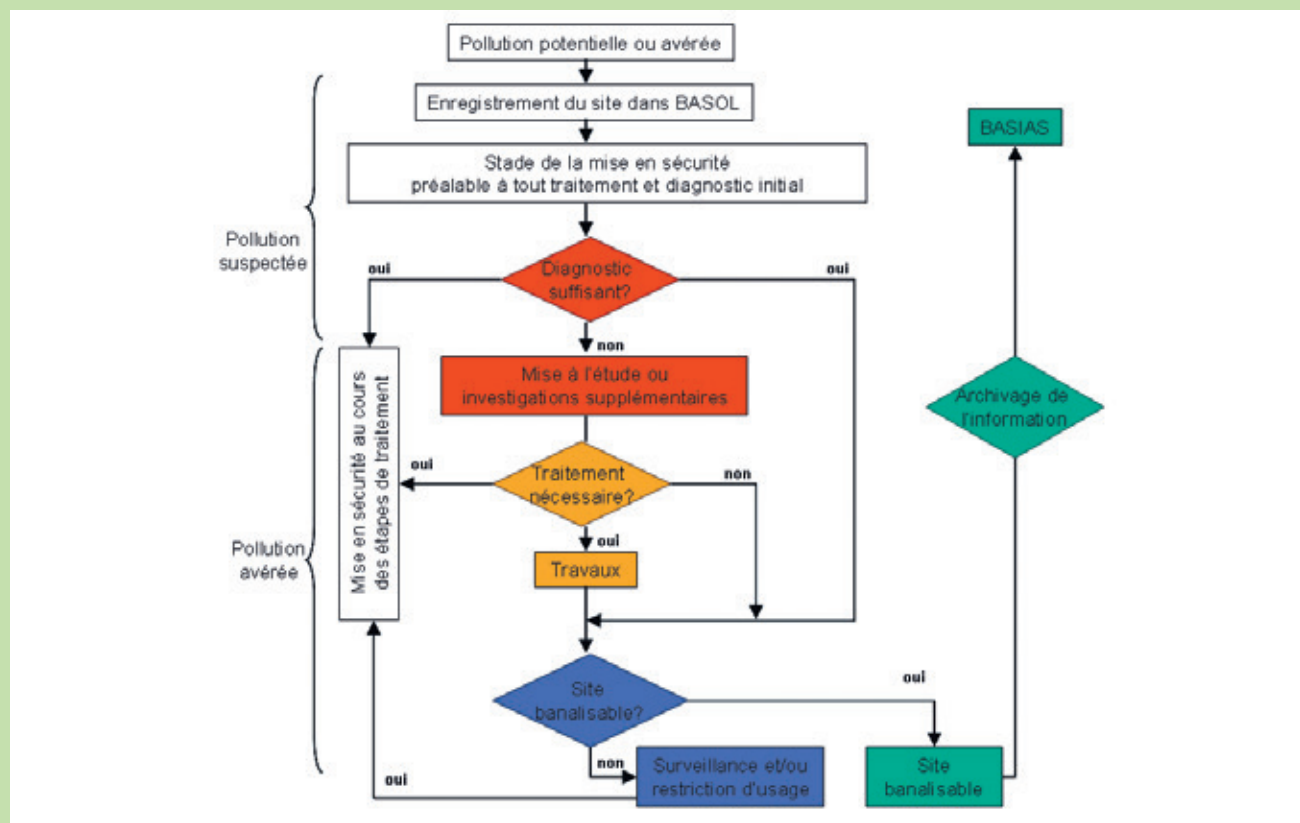 Pollution potentielle ou avérée
Enregistrement du site dans BASOL
BASIAS
Stade de la mise en sécurité
préalable à tout traitement et diagnostic initial
Pollution
suspectée
oui
Diagnostic
suffisant?
oui
non
Mise à l'étude ou
investigations supplémentaires
Mise en sécurité au cours
des étapes de traitement
Archivage de
l'information
oui
Traitement
nécessaire?
non
oui
Pollution
avérée
Travaux
Site
banalisable?
oui
non
Surveillance et/ou
restriction d'usage
Site
banalisable
oui